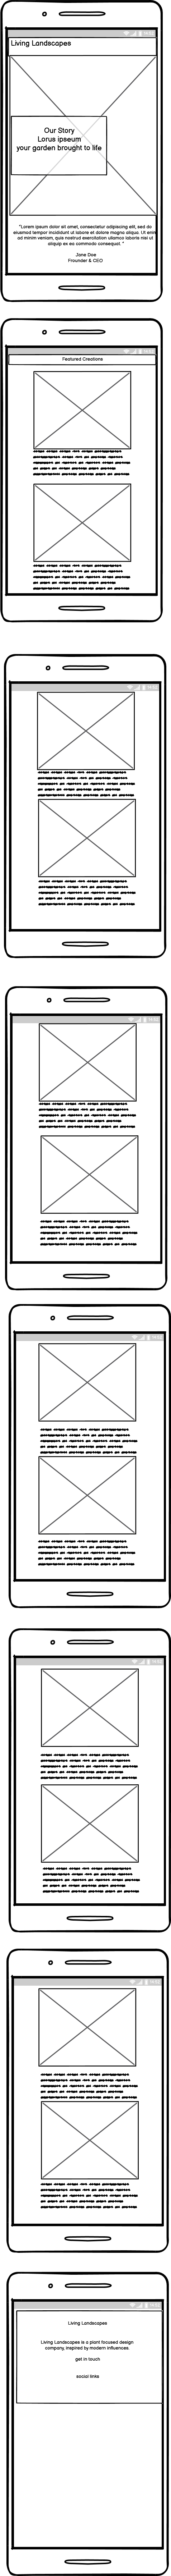 Living Landscapes
Our Story
Lorus ipseum
your garden brought to life
"Lorem ipsum dolor sit amet, consectetur adipiscing elit, sed do
eiusmod tempor incididunt ut labore et dolore magna aliqua. Ut enim
ad minim veniam, quis nostrud exercitation ullamco laboris nisi ut
aliquip ex ea commodo consequat. "
Jane Doe
Frounder & CEO
Featured Creations
Living Landscapes
Living Landscapes is a plant focused design
company, inspired by modern influences.
get in touch
social links